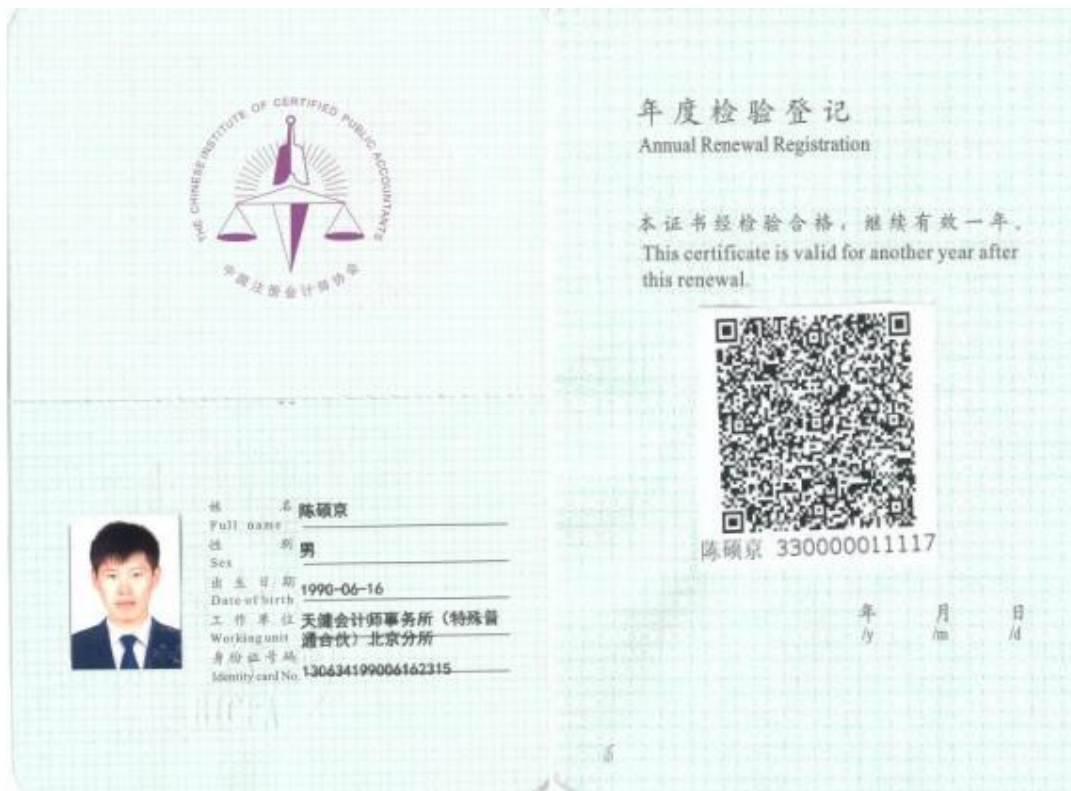 THE CHINESE INSTITUTE OF CERTIFIED PUBLIC ACCOUNTANTS
中国注册会计师协会
姓 名 陈硕京
Full name
性 别 男
Sex
出 生 日 期 1990-06-16
Date of birth
工 作 单 位 天健会计师事务所（特殊普
Working unit 通合伙）北京分所
身 份 证 号 码 130634199006162315
Identity card No.
年度检验登记
Annual Renewal Registration
本证书经检验合格，继续有效一年。
This certificate is valid for another year after
this renewal.
陈硕京 330000011117
年 月 日
/y /m /d